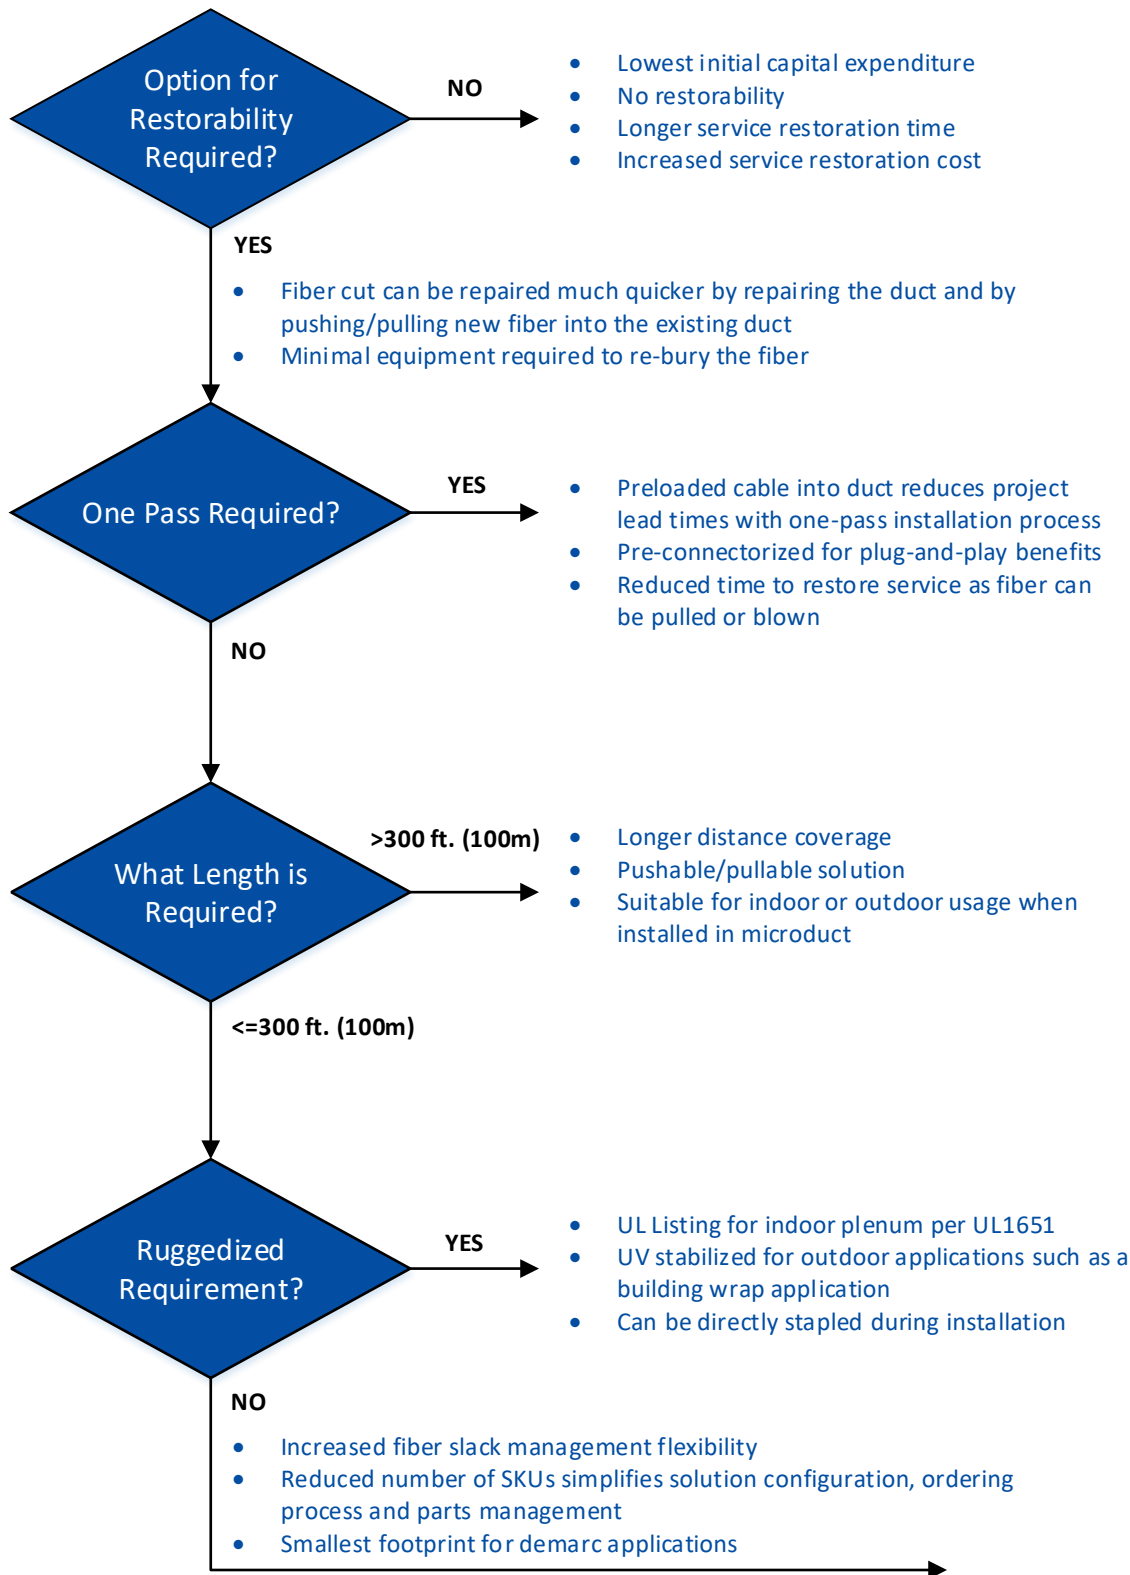 Option for
Restorability
Required?
NO
• Lowest initial capital expenditure
• No restorability
• Longer service restoration time
• Increased service restoration cost
YES
• Fiber cut can be repaired much quicker by repairing the duct and by
pushing/pulling new fiber into the existing duct
• Minimal equipment required to re-bury the fiber
One Pass Required?
YES
• Preloaded cable into duct reduces project
lead times with one-pass installation process
• Pre-connectorized for plug-and-play benefits
• Reduced time to restore service as fiber can
be pulled or blown
NO
What Length is
Required?
>300 ft. (100m)
• Longer distance coverage
• Pushable/pullable solution
• Suitable for indoor or outdoor usage when
installed in microduct
<=300 ft. (100m)
Ruggedized
Requirement?
YES
• UL Listing for indoor plenum per UL1651
• UV stabilized for outdoor applications such as a
building wrap application
• Can be directly stapled during installation
NO
• Increased fiber slack management flexibility
• Reduced number of SKUs simplifies solution configuration, ordering
process and parts management
• Smallest footprint for demarc applications